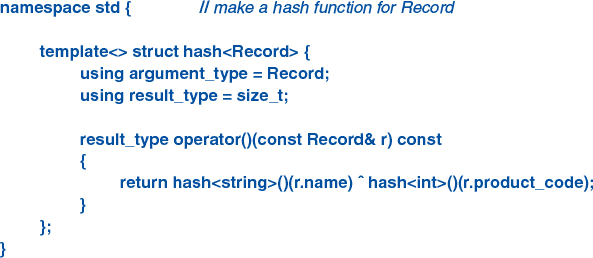 namespace std {               // make a hash function for Record
template<> struct hash<Record> {
using argument_type = Record;
using result_type = size_t;
result_type operator()(const Record& r) const
{
return hash<string>()(r.name) ^ hash<int>()(r.product_code);
}
};
}